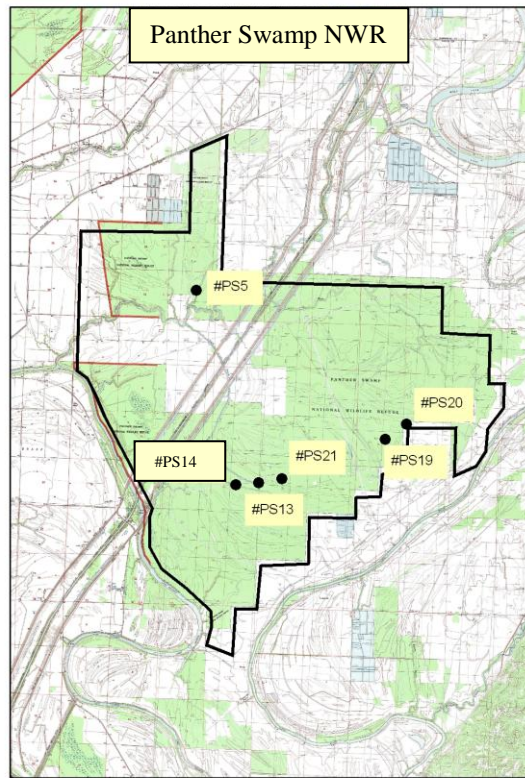 Panther Swamp NWR
#PS5
PANTHER SWAMP
NATIONAL WILDLIFE REFUGE
#PS20
#PS14
#PS21
#PS19
#PS13